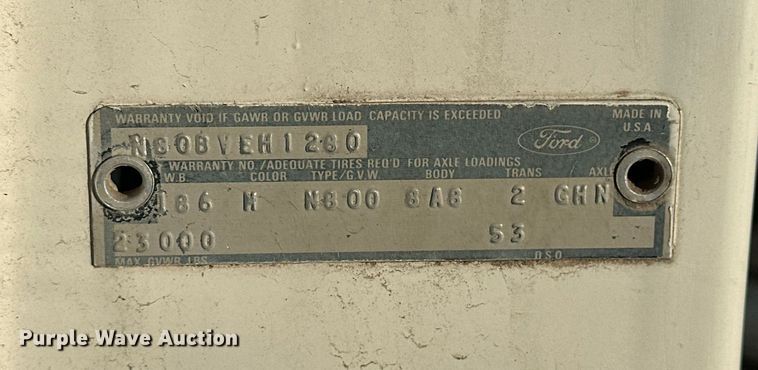 WARRANTY VOID IF GAWR OR GVWR LOAD CAPACITY IS EXCEEDED
MADE IN U.S.A
N80BVEH1280
Ford
WARRANTY NO./ADEQUATE TIRES REQ'D FOR AXLE LOADINGS
W.B. COLOR TYPE/G.V.W. BODY TRANS AXLE
186 M N800 8A8 2 GHN
23000 53
MAX. GVWR LBS D S O
Purple Wave Auction